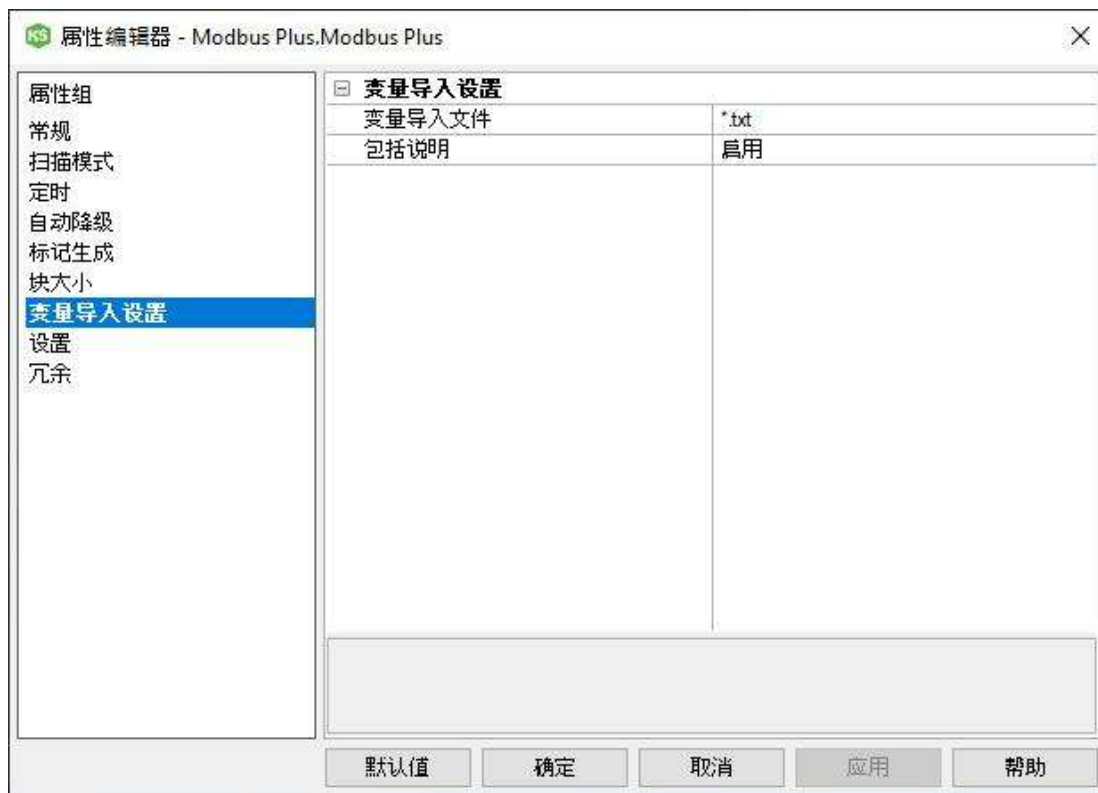 KS 属性编辑器 - Modbus Plus.Modbus Plus
属性组
常规
扫描模式
定时
自动降级
标记生成
块大小
变量导入设置
设置
冗余
变量导入设置
变量导入文件 *.txt
包括说明 启用
默认值 确定 取消 应用 帮助